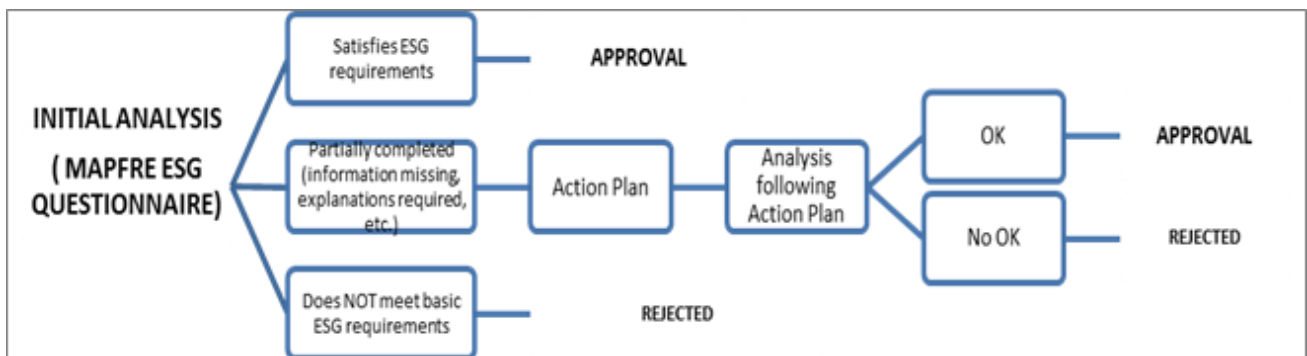 INITIAL ANALYSIS
( MAPFRE ESG
QUESTIONNAIRE)
Satisfies ESG
requirements
APPROVAL
Partially completed
(information missing,
explanations required,
etc.)
Action Plan
Analysis
following
Action Plan
OK
APPROVAL
No OK
REJECTED
Does NOT meet basic
ESG requirements
REJECTED